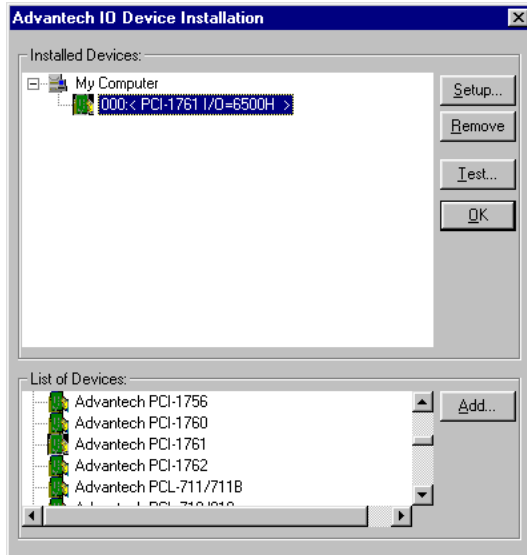 Advantech IO Device Installation
Installed Devices:
My Computer
000:< PCI-1761 I/O=6500H >
Setup...
Remove
Test...
OK
List of Devices:
Advantech PCI-1756
Advantech PCI-1760
Advantech PCI-1761
Advantech PCI-1762
Advantech PCL-711/711B
Add...